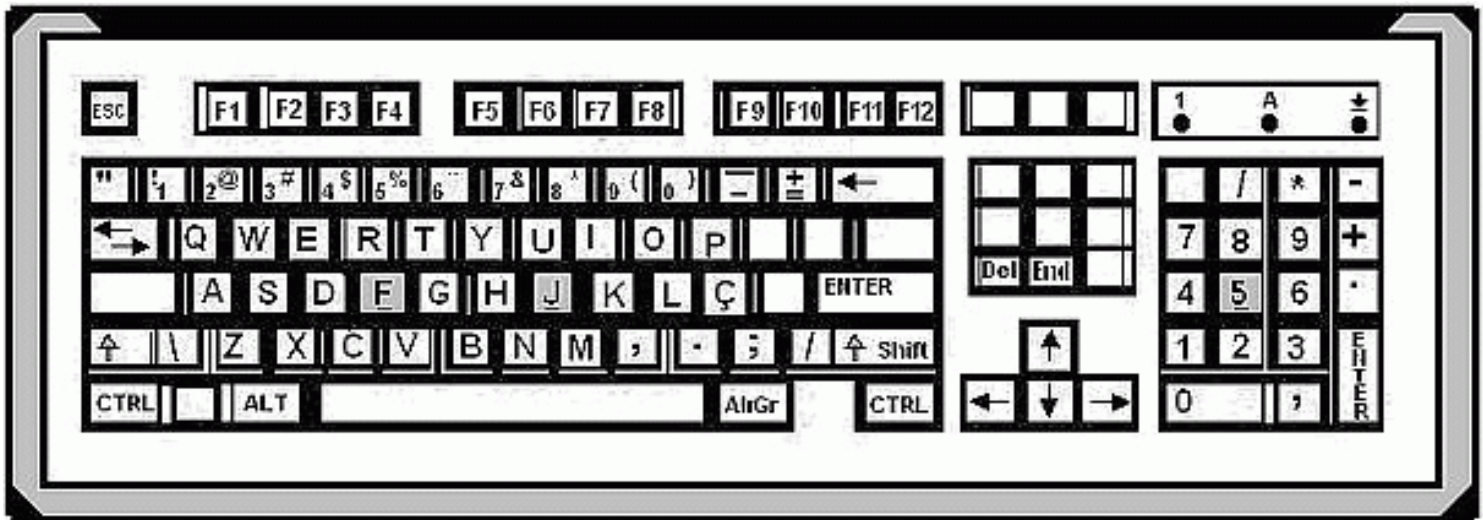 ESC F1 F2 F3 F4 F5 F6 F7 F8 F9 F10 F11 F12 1 A
" ! 1 2 @ 3 # 4 $ 5 % 6 ¨ 7 & 8 9 ( 0 ) - ± = ← / * -
Q W E R T Y U I O P 7 8 9 +
A S D F G H J K L Ç ENTER Del End 4 5 6 .
\ Z X C V B N M , . ; / Shift ↑ 1 2 3 ENTER
CTRL ALT AltGr CTRL ← ↓ → 0 ,